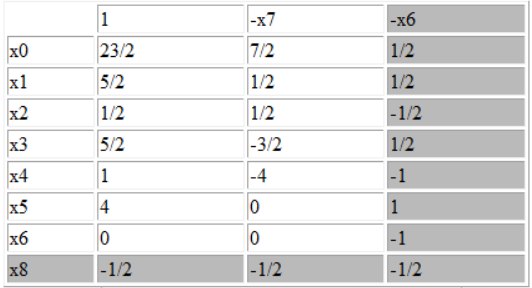 1 -x7 -x6
x0 23/2 7/2 1/2
x1 5/2 1/2 1/2
x2 1/2 1/2 -1/2
x3 5/2 -3/2 1/2
x4 1 -4 -1
x5 4 0 1
x6 0 0 -1
x8 -1/2 -1/2 -1/2